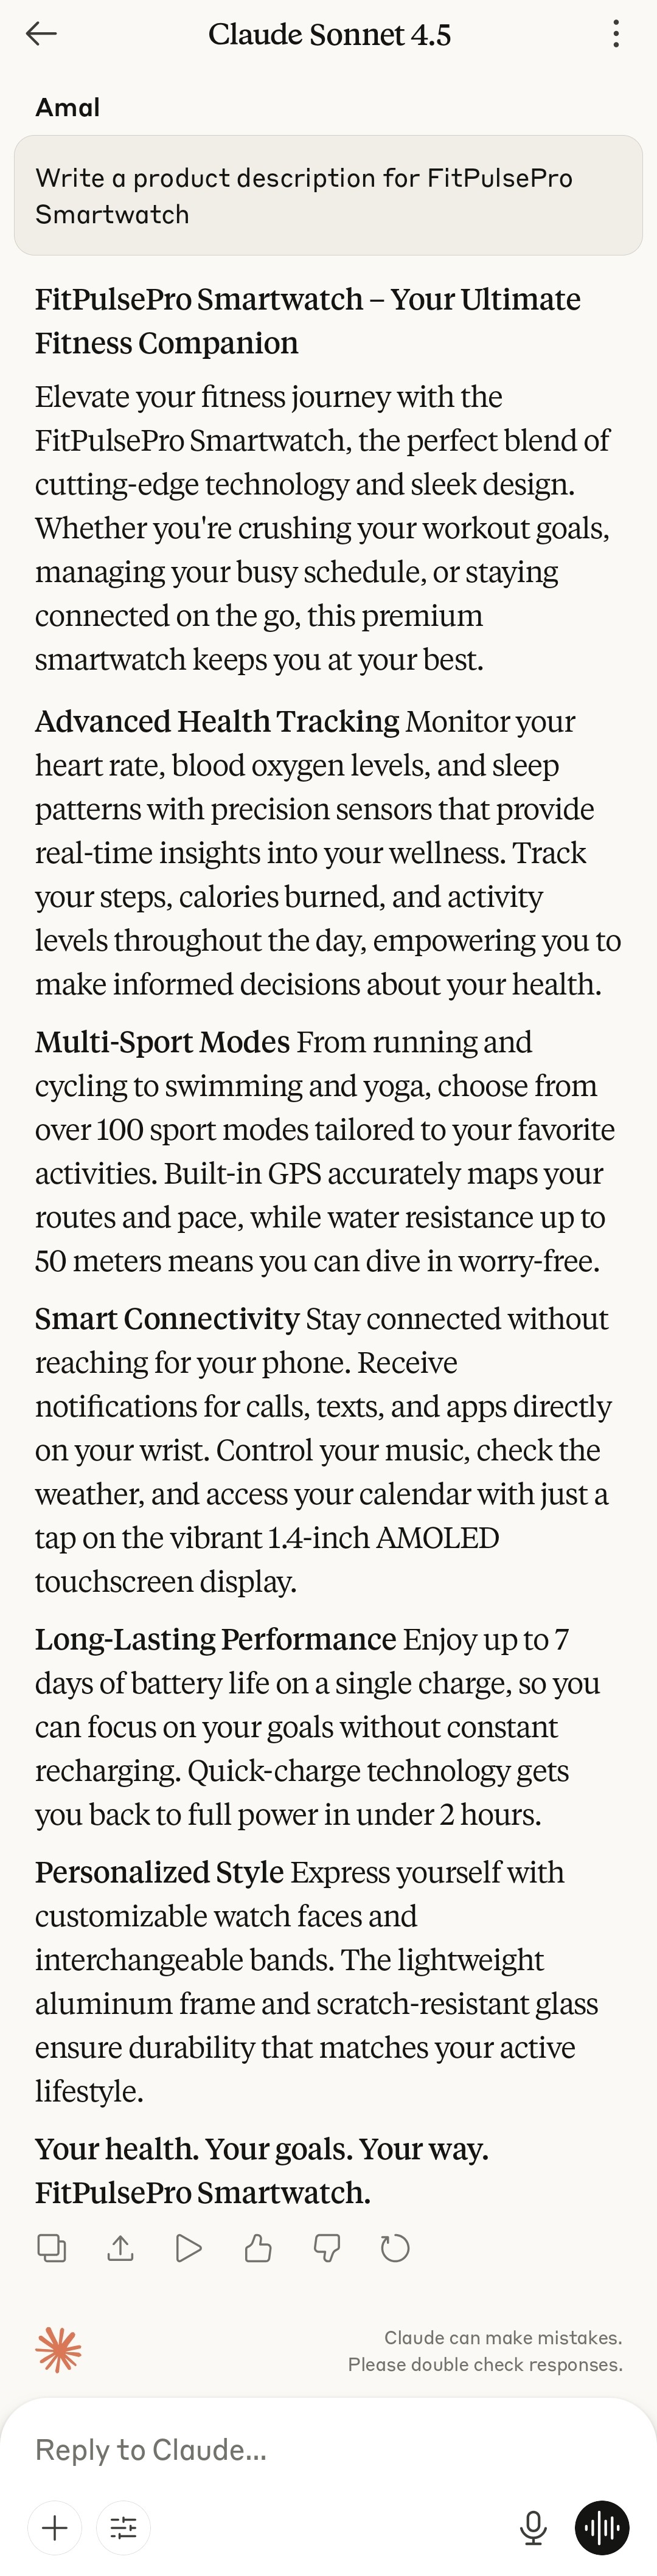 Claude Sonnet 4.5
Amal
Write a product description for FitPulsePro
Smartwatch
FitPulsePro Smartwatch – Your Ultimate
Fitness Companion
Elevate your fitness journey with the
FitPulsePro Smartwatch, the perfect blend of
cutting-edge technology and sleek design.
Whether you're crushing your workout goals,
managing your busy schedule, or staying
connected on the go, this premium
smartwatch keeps you at your best.
Advanced Health Tracking Monitor your
heart rate, blood oxygen levels, and sleep
patterns with precision sensors that provide
real-time insights into your wellness. Track
your steps, calories burned, and activity
levels throughout the day, empowering you to
make informed decisions about your health.
Multi-Sport Modes From running and
cycling to swimming and yoga, choose from
over 100 sport modes tailored to your favorite
activities. Built-in GPS accurately maps your
routes and pace, while water resistance up to
50 meters means you can dive in worry-free.
Smart Connectivity Stay connected without
reaching for your phone. Receive
notifications for calls, texts, and apps directly
on your wrist. Control your music, check the
weather, and access your calendar with just a
tap on the vibrant 1.4-inch AMOLED
touchscreen display.
Long-Lasting Performance Enjoy up to 7
days of battery life on a single charge, so you
can focus on your goals without constant
recharging. Quick-charge technology gets
you back to full power in under 2 hours.
Personalized Style Express yourself with
customizable watch faces and
interchangeable bands. The lightweight
aluminum frame and scratch-resistant glass
ensure durability that matches your active
lifestyle.
Your health. Your goals. Your way.
FitPulsePro Smartwatch.
Claude can make mistakes.
Please double check responses.
Reply to Claude...